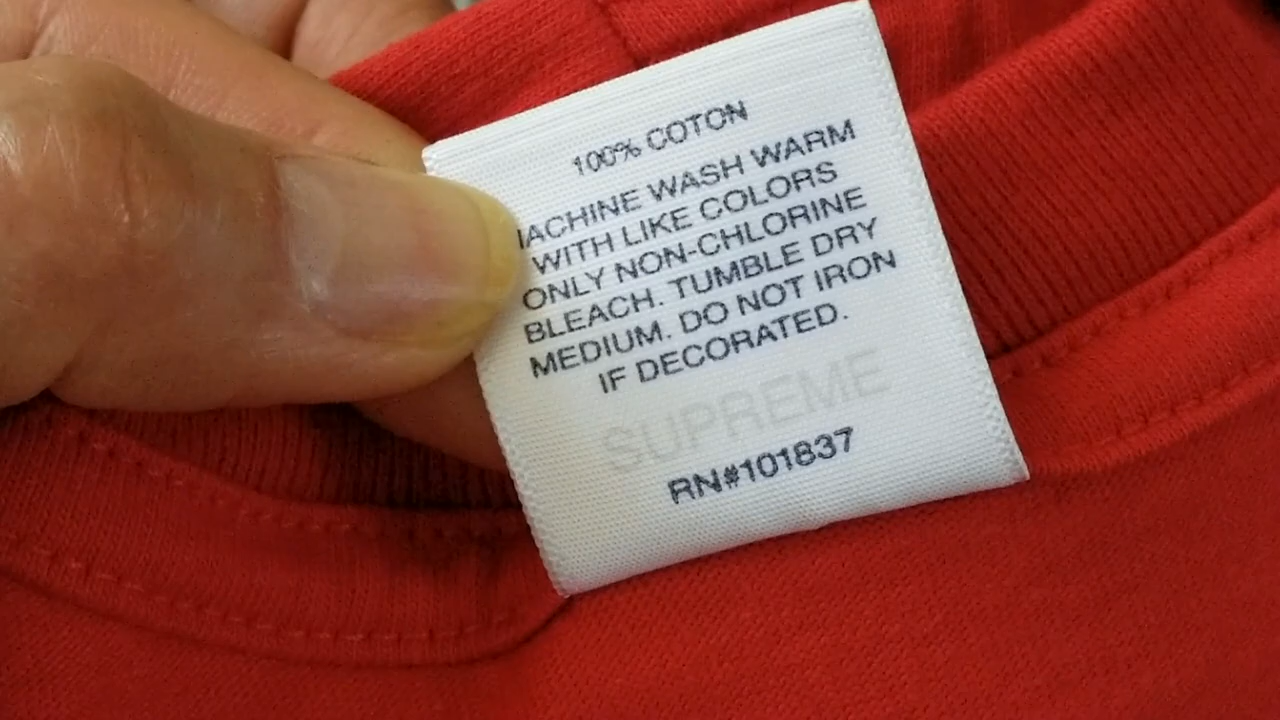 100% COTON
IACHINE WASH WARM
WITH LIKE COLORS
ONLY NON-CHLORINE
BLEACH. TUMBLE DRY
MEDIUM. DO NOT IRON
IF DECORATED.
SUPREME
RN#101837